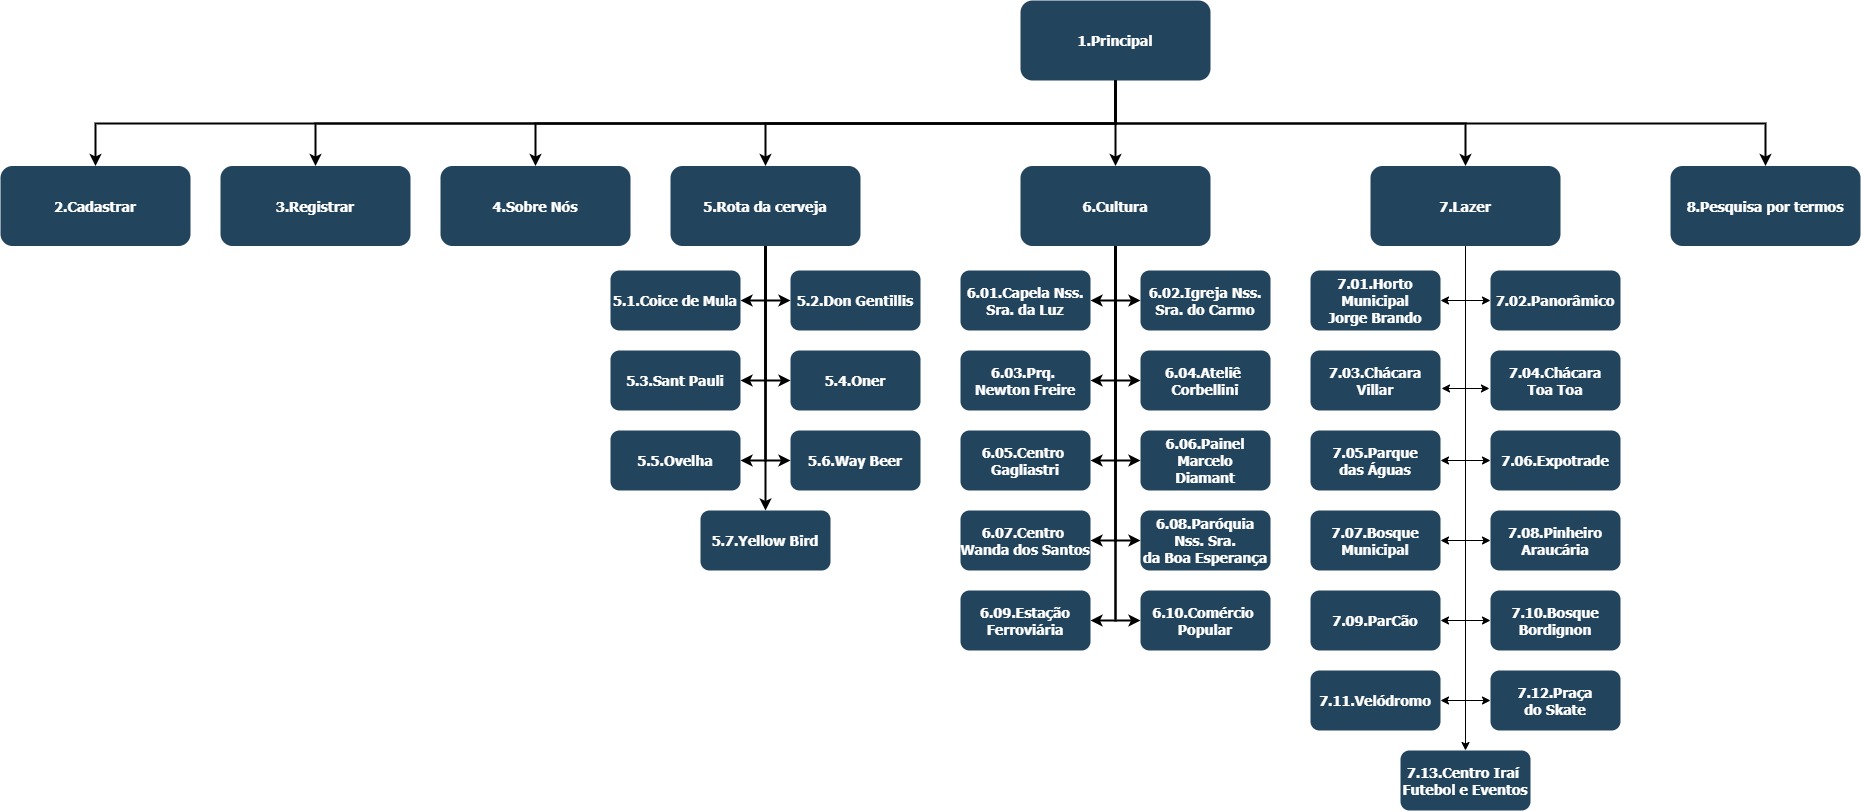 1.Principal
2.Cadastrar
3.Registrar
4.Sobre Nós
5.Rota da cerveja
6.Cultura
7.Lazer
8.Pesquisa por termos
5.1.Coice de Mula
5.2.Don Gentillis
5.3.Sant Pauli
5.4.Oner
5.5.Ovelha
5.6.Way Beer
5.7.Yellow Bird
6.01.Capela Nss.
Sra. da Luz
6.02.Igreja Nss.
Sra. do Carmo
6.03.Prq.
Newton Freire
6.04.Ateliê
Corbellini
6.05.Centro
Gagliastri
6.06.Painel
Marcelo
Diamant
6.07.Centro
Wanda dos Santos
6.08.Paróquia
Nss. Sra.
da Boa Esperança
6.09.Estação
Ferroviária
6.10.Comércio
Popular
7.01.Horto
Municipal
Jorge Brando
7.02.Panorâmico
7.03.Chácara
Villar
7.04.Chácara
Toa Toa
7.05.Parque
das Águas
7.06.Expotrade
7.07.Bosque
Municipal
7.08.Pinheiro
Araucária
7.09.ParCão
7.10.Bosque
Bordignon
7.11.Velódromo
7.12.Praça
do Skate
7.13.Centro Iraí
Futebol e Eventos